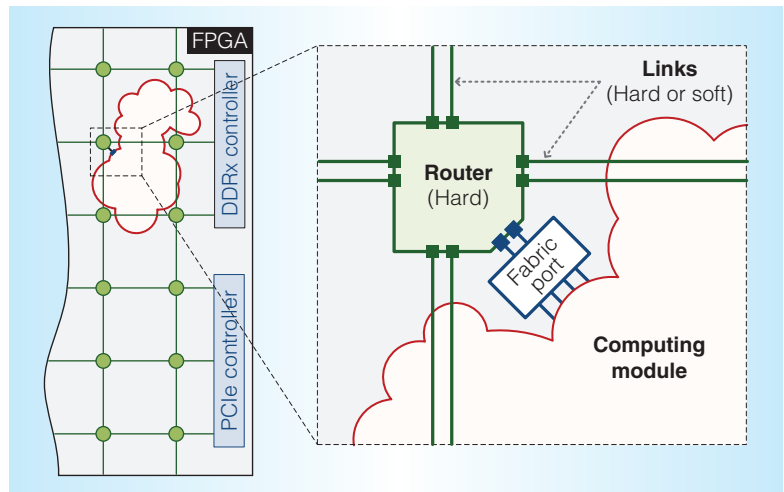 FPGA
DDRx controller
PCIe controller
Links
(Hard or soft)
Router
(Hard)
Fabric
port
Computing
module